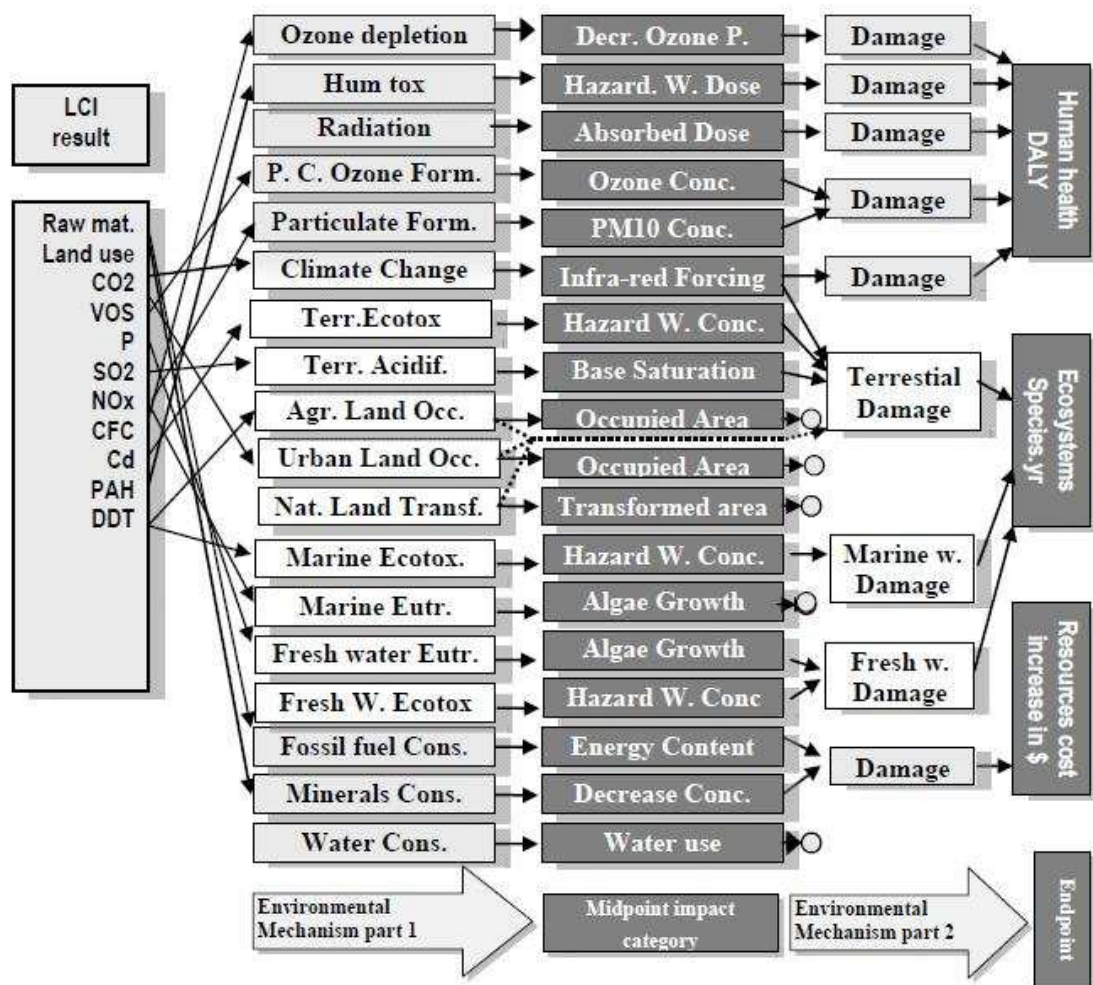 LCI
result
Raw mat.
Land use
CO2
VOS
P
SO2
NOx
CFC
Cd
PAH
DDT
Ozone depletion
Hum tox
Radiation
P. C. Ozone Form.
Particulate Form.
Climate Change
Terr.Ecotox
Terr. Acidif.
Agr. Land Occ.
Urban Land Occ.
Nat. Land Transf.
Marine Ecotox.
Marine Eutr.
Fresh water Eutr.
Fresh W. Ecotox
Fossil fuel Cons.
Minerals Cons.
Water Cons.
Decr. Ozone P.
Hazard. W. Dose
Absorbed Dose
Ozone Conc.
PM10 Conc.
Infra-red Forcing
Hazard W. Conc.
Base Saturation
Occupied Area
Occupied Area
Transformed area
Hazard W. Conc.
Algae Growth
Algae Growth
Hazard W. Conc
Energy Content
Decrease Conc.
Water use
Damage
Damage
Damage
Damage
Damage
Terrestial
Damage
Marine w.
Damage
Fresh w.
Damage
Damage
Human health
DALY
Ecosystems
Species.yr
Resources cost
increase in $
Environmental
Mechanism part 1
Midpoint impact
category
Environmental
Mechanism part 2
Endpoint